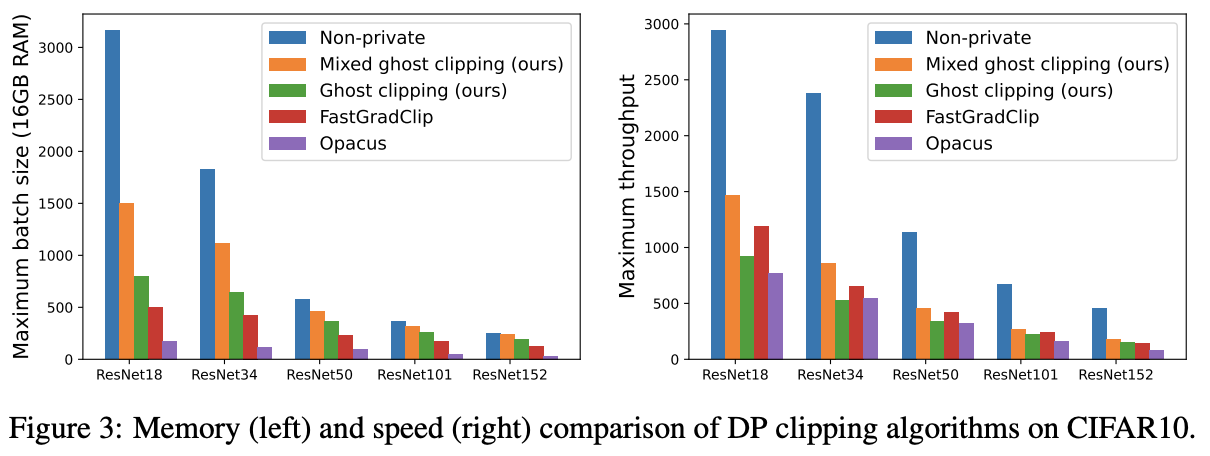 Maximum batch size (16GB RAM)
3000
2500
2000
1500
1000
500
0
Non-private
Mixed ghost clipping (ours)
Ghost clipping (ours)
FastGradClip
Opacus
ResNet18 ResNet34 ResNet50 ResNet101 ResNet152
Maximum throughput
3000
2500
2000
1500
1000
500
0
Non-private
Mixed ghost clipping (ours)
Ghost clipping (ours)
FastGradClip
Opacus
ResNet18 ResNet34 ResNet50 ResNet101 ResNet152
Figure 3: Memory (left) and speed (right) comparison of DP clipping algorithms on CIFAR10.